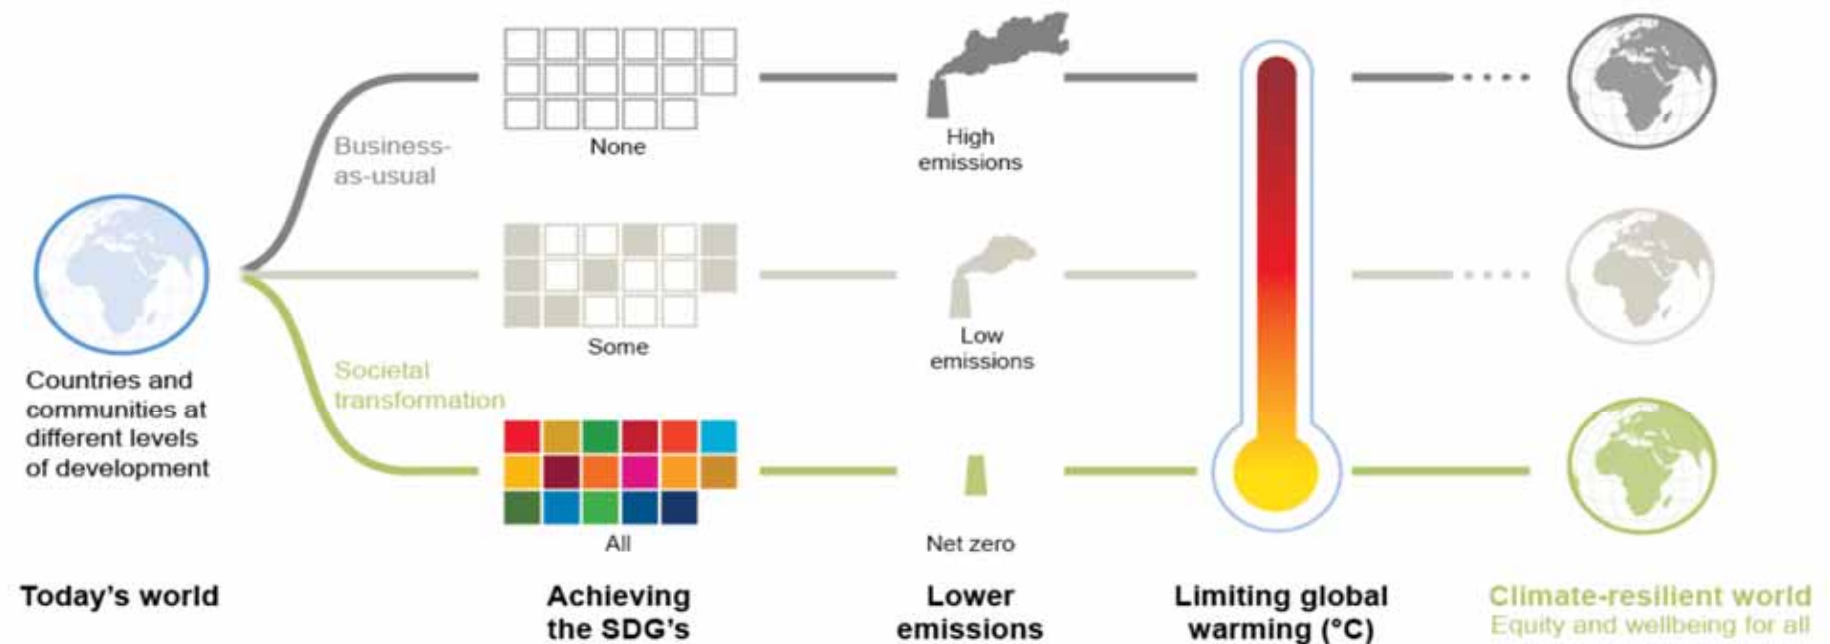 Business-
as-usual
None
High
emissions
Some
Low
emissions
Countries and
communities at
different levels
of development
Societal
transformation
All
Net zero
Today's world
Achieving
the SDG's
Lower
emissions
Limiting global
warming (°C)
Climate-resilient world
Equity and wellbeing for all